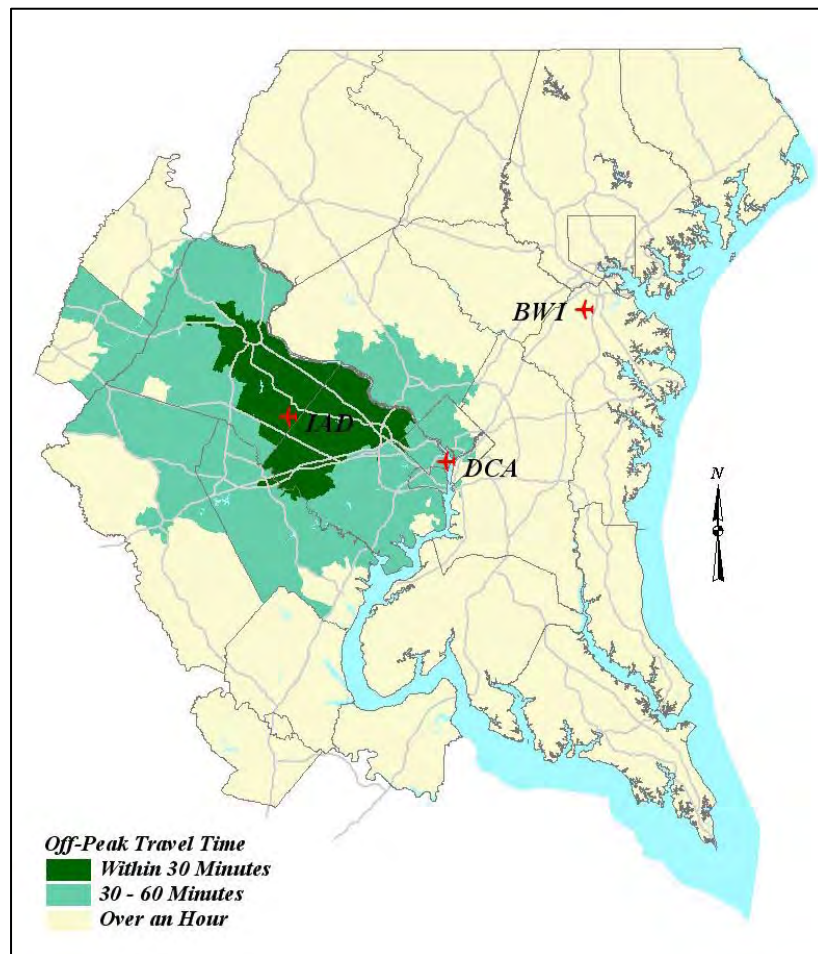 BWI
IAD
DCA
N
Off-Peak Travel Time
Within 30 Minutes
30 - 60 Minutes
Over an Hour